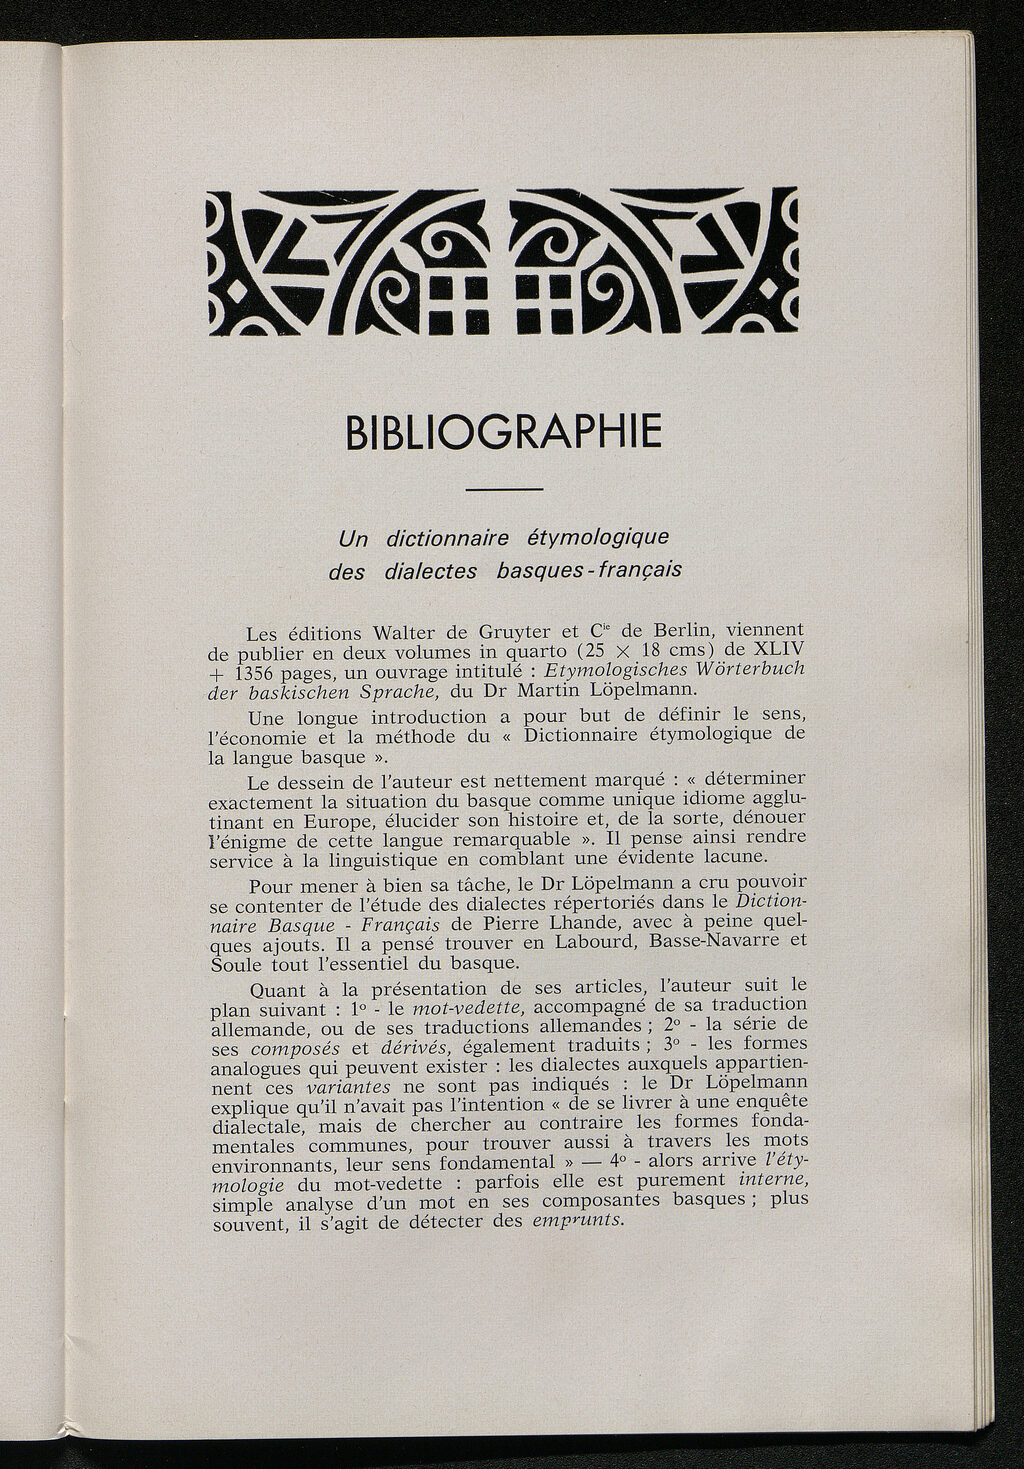 BIBLIOGRAPHIE
Un dictionnaire étymologique
des dialectes basques-français
Les éditions Walter de Gruyter et Cie de Berlin, viennent
de publier en deux volumes in quarto (25 × 18 cms) de XLIV
+ 1356 pages, un ouvrage intitulé : Etymologisches Wörterbuch
der baskischen Sprache, du Dr Martin Löpelmann.
Une longue introduction a pour but de définir le sens,
l'économie et la méthode du « Dictionnaire étymologique de
la langue basque ».
Le dessein de l'auteur est nettement marqué : « déterminer
exactement la situation du basque comme unique idiome agglu-
tinant en Europe, élucider son histoire et, de la sorte, dénouer
l'énigme de cette langue remarquable ». Il pense ainsi rendre
service à la linguistique en comblant une évidente lacune.
Pour mener à bien sa tâche, le Dr Löpelmann a cru pouvoir
se contenter de l'étude des dialectes répertoriés dans le Diction-
naire Basque - Français de Pierre Lhande, avec à peine quel-
ques ajouts. Il a pensé trouver en Labourd, Basse-Navarre et
Soule tout l'essentiel du basque.
Quant à la présentation de ses articles, l'auteur suit le
plan suivant : 1º - le mot-vedette, accompagné de sa traduction
allemande, ou de ses traductions allemandes ; 2º - la série de
ses composés et dérivés, également traduits ; 3º - les formes
analogues qui peuvent exister : les dialectes auxquels appartien-
nent ces variantes ne sont pas indiqués : le Dr Löpelmann
explique qu'il n'avait pas l'intention « de se livrer à une enquête
dialectale, mais de chercher au contraire les formes fonda-
mentales communes, pour trouver aussi à travers les mots
environnants, leur sens fondamental » — 4º - alors arrive l'éty-
mologie du mot-vedette : parfois elle est purement interne,
simple analyse d'un mot en ses composantes basques ; plus
souvent, il s'agit de détecter des emprunts.